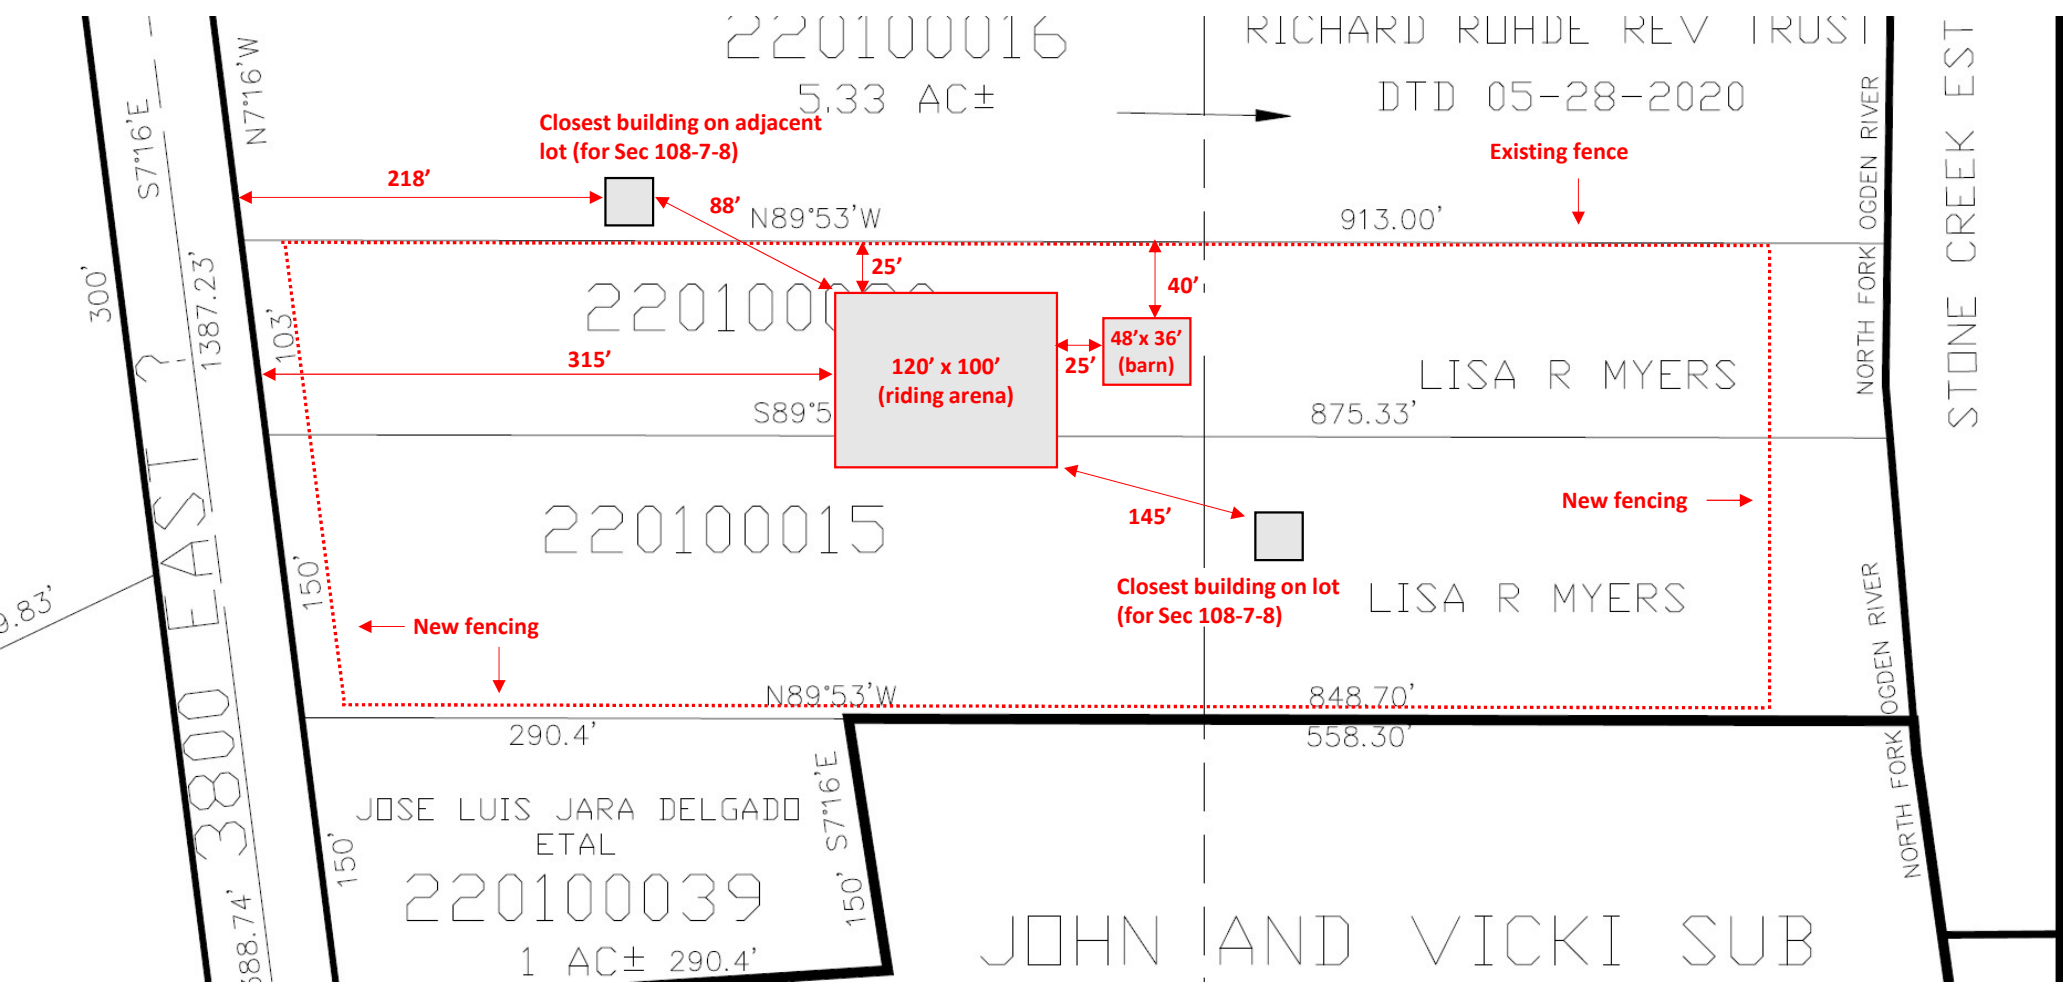 220100016
5.33 AC±
RICHARD ROHDE REV TRUST
DTD 05-28-2020
N7°16'W
S7°16'E
Closest building on adjacent
lot (for Sec 108-7-8)
Existing fence
218'
88'
N89°53'W
913.00'
NORTH FORK OGDEN RIVER
STONE CREEK EST
300'
1387.23'
103'
25'
40'
315'
120' x 100'
(riding arena)
25'
48'x 36'
(barn)
LISA R MYERS
S89°5
875.33'
220100015
145'
New fencing
Closest building on lot
(for Sec 108-7-8)
LISA R MYERS
150'
9.83'
3800 EAST ?
New fencing
N89°53'W
848.70'
290.4'
558.30'
NORTH FORK OGDEN RIVER
JOSE LUIS JARA DELGADO
ETAL
220100039
1 AC± 290.4'
150'
150' S7°16'E
388.74'
JOHN AND VICKI SUB